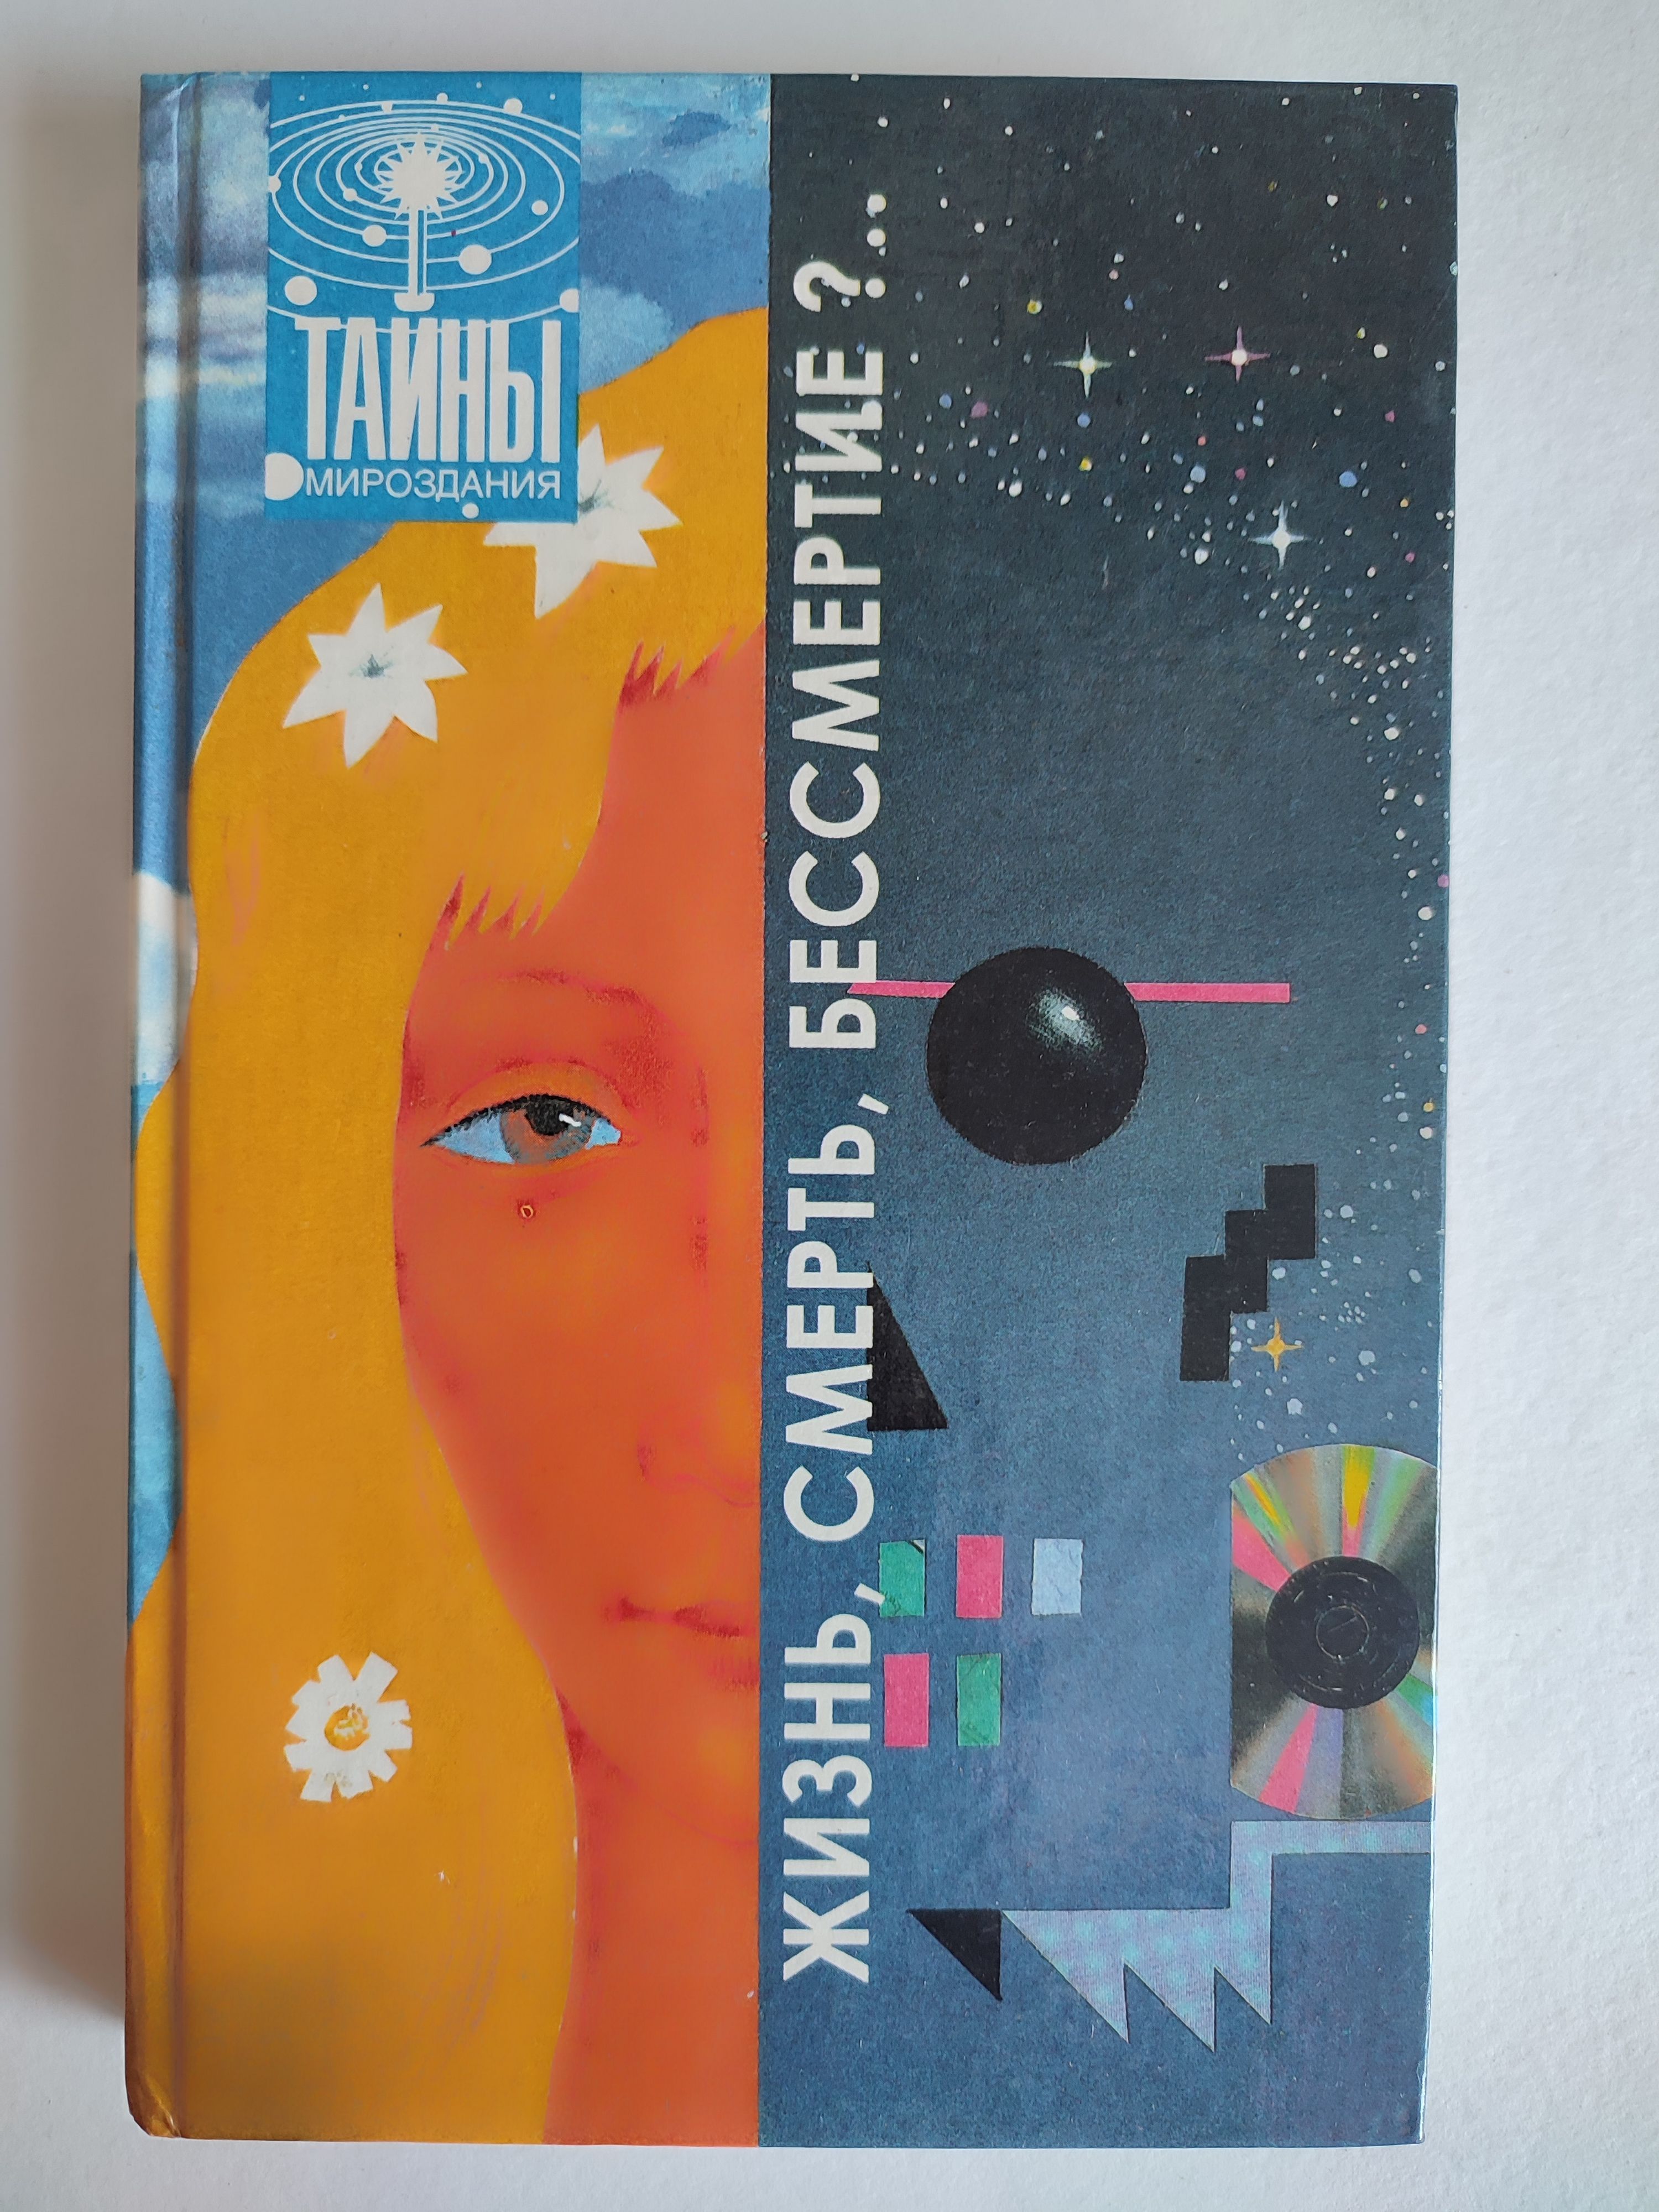 ТАЙНЫ
МИРОЗДАНИЯ
ЖИЗНЬ, СМЕРТЬ, БЕССМЕРТИЕ?..